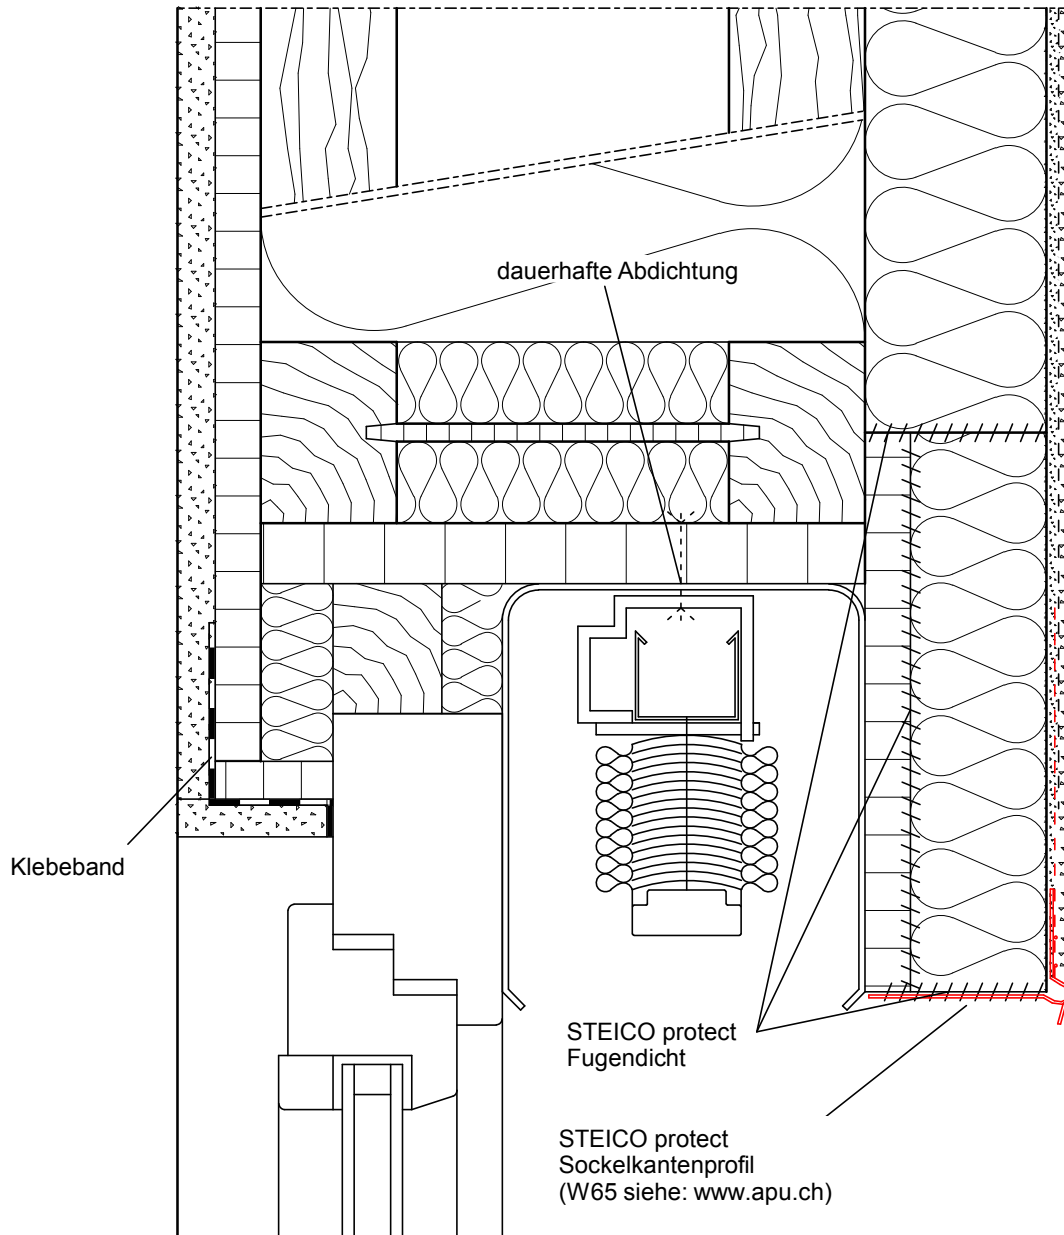 dauerhafte Abdichtung
Klebeband
STEICO protect
Fugendicht
STEICO protect
Sockelkantenprofil
(W65 siehe: www.apu.ch)